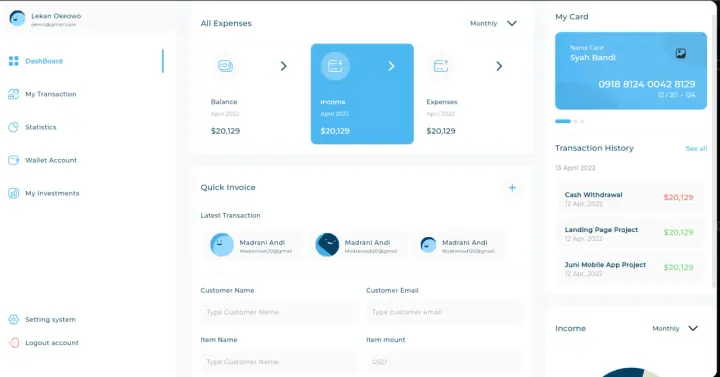 Lekan Okeowo
demo@gmail.com
DashBoard
My Transaction
Statistics
Wallet Account
My Investments
Setting system
Logout account
All Expenses
Monthly
Balance
April 2022
$20,129
Income
April 2022
$20,129
Expenses
April 2022
$20,129
Quick Invoice
+
Latest Transaction
Madrani Andi
Madrani Andi
Madrani Andi
Customer Name
Customer Email
Type Customer Name
Type customer email
Item Name
Item mount
Type Customer Name
USD
My Card
Name Card
Syah Bandi
0918 8124 0042 8129
12 / 20 - 124
Transaction History
See all
13 April 2022
Cash Withdrawal
12 Apr, 2022
$20,129
Landing Page Project
12 Apr, 2022
$20,129
Juni Mobile App Project
12 Apr, 2022
$20,129
Income
Monthly